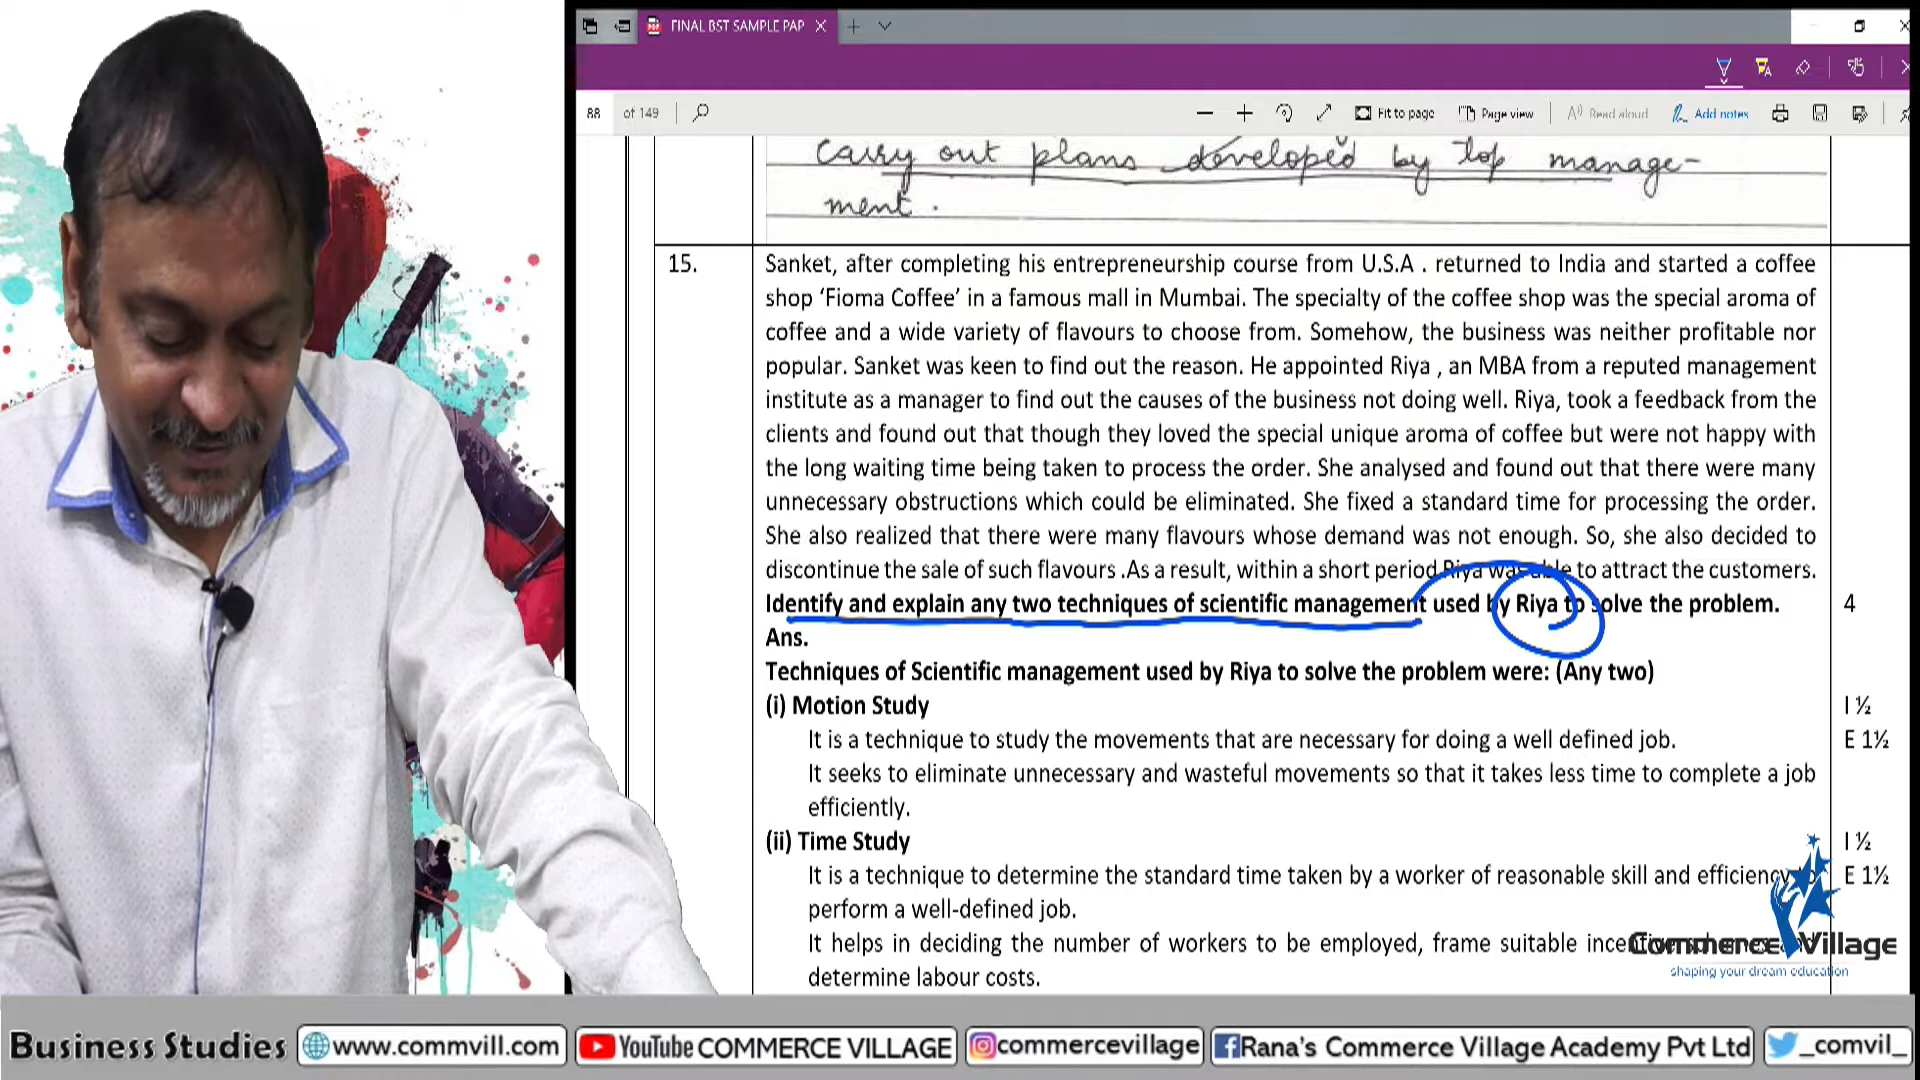 FINAL BST SAMPLE PAP
88 of 149
Fit to page
Page view
Read aloud
Add notes
carry out plans developed by top manage-
ment.
15.
Sanket, after completing his entrepreneurship course from U.S.A . returned to India and started a coffee
shop ‘Fioma Coffee’ in a famous mall in Mumbai. The specialty of the coffee shop was the special aroma of
coffee and a wide variety of flavours to choose from. Somehow, the business was neither profitable nor
popular. Sanket was keen to find out the reason. He appointed Riya , an MBA from a reputed management
institute as a manager to find out the causes of the business not doing well. Riya, took a feedback from the
clients and found out that though they loved the special unique aroma of coffee but were not happy with
the long waiting time being taken to process the order. She analysed and found out that there were many
unnecessary obstructions which could be eliminated. She fixed a standard time for processing the order.
She also realized that there were many flavours whose demand was not enough. So, she also decided to
discontinue the sale of such flavours .As a result, within a short period Riya was able to attract the customers.
Identify and explain any two techniques of scientific management used by Riya to solve the problem. 4
Ans.
Techniques of Scientific management used by Riya to solve the problem were: (Any two)
(i) Motion Study I ½
It is a technique to study the movements that are necessary for doing a well defined job. E 1½
It seeks to eliminate unnecessary and wasteful movements so that it takes less time to complete a job
efficiently.
(ii) Time Study I ½
It is a technique to determine the standard time taken by a worker of reasonable skill and efficiency E 1½
perform a well-defined job.
It helps in deciding the number of workers to be employed, frame suitable
determine labour costs.
Commerce Village
shaping your dream education
Business Studies
www.commvill.com
YouTube COMMERCE VILLAGE
commercevillage
Rana's Commerce Village Academy Pvt Ltd
_comvil_